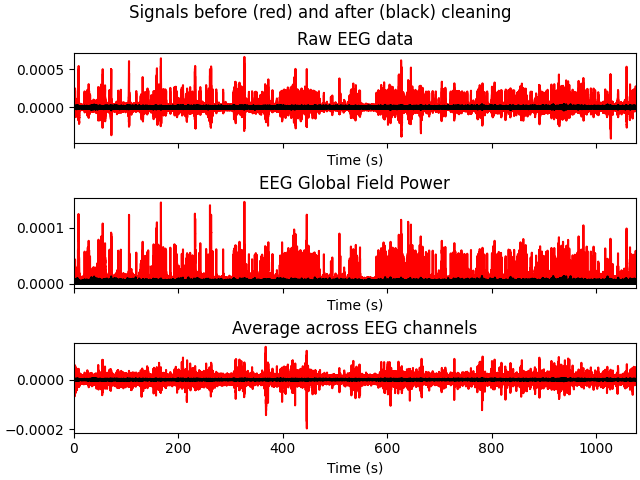 Signals before (red) and after (black) cleaning
Raw EEG data
0.0005
0.0000
Time (s)
EEG Global Field Power
0.0001
0.0000
Time (s)
Average across EEG channels
0.0000
−0.0002
0 200 400 600 800 1000
Time (s)